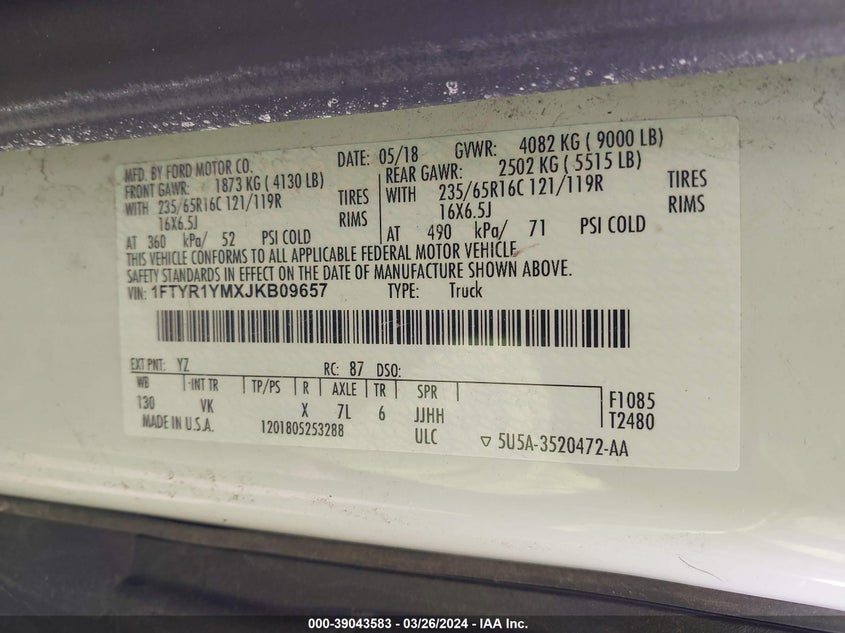 MFD. BY FORD MOTOR CO. DATE: 05/18 GVWR: 4082 KG ( 9000 LB)
FRONT GAWR: 1873 KG ( 4130 LB) REAR GAWR: 2502 KG ( 5515 LB)
WITH 235/65R16C 121/119R TIRES WITH 235/65R16C 121/119R TIRES
16X6.5J RIMS 16X6.5J RIMS
AT 360 kPa/ 52 PSI COLD AT 490 kPa/ 71 PSI COLD
THIS VEHICLE CONFORMS TO ALL APPLICABLE FEDERAL MOTOR VEHICLE
SAFETY STANDARDS IN EFFECT ON THE DATE OF MANUFACTURE SHOWN ABOVE.
VIN: 1FTYR1YMXJKB09657 TYPE: Truck
EXT PNT: YZ RC: 87 DSO:
WB INT TR TP/PS R AXLE TR SPR F1085
130 VK X 7L 6 JJHH T2480
MADE IN U.S.A. 1201805253288 ULC ▽ 5U5A-3520472-AA
000-39043583 / 03/26/2024 - IAA Inc.